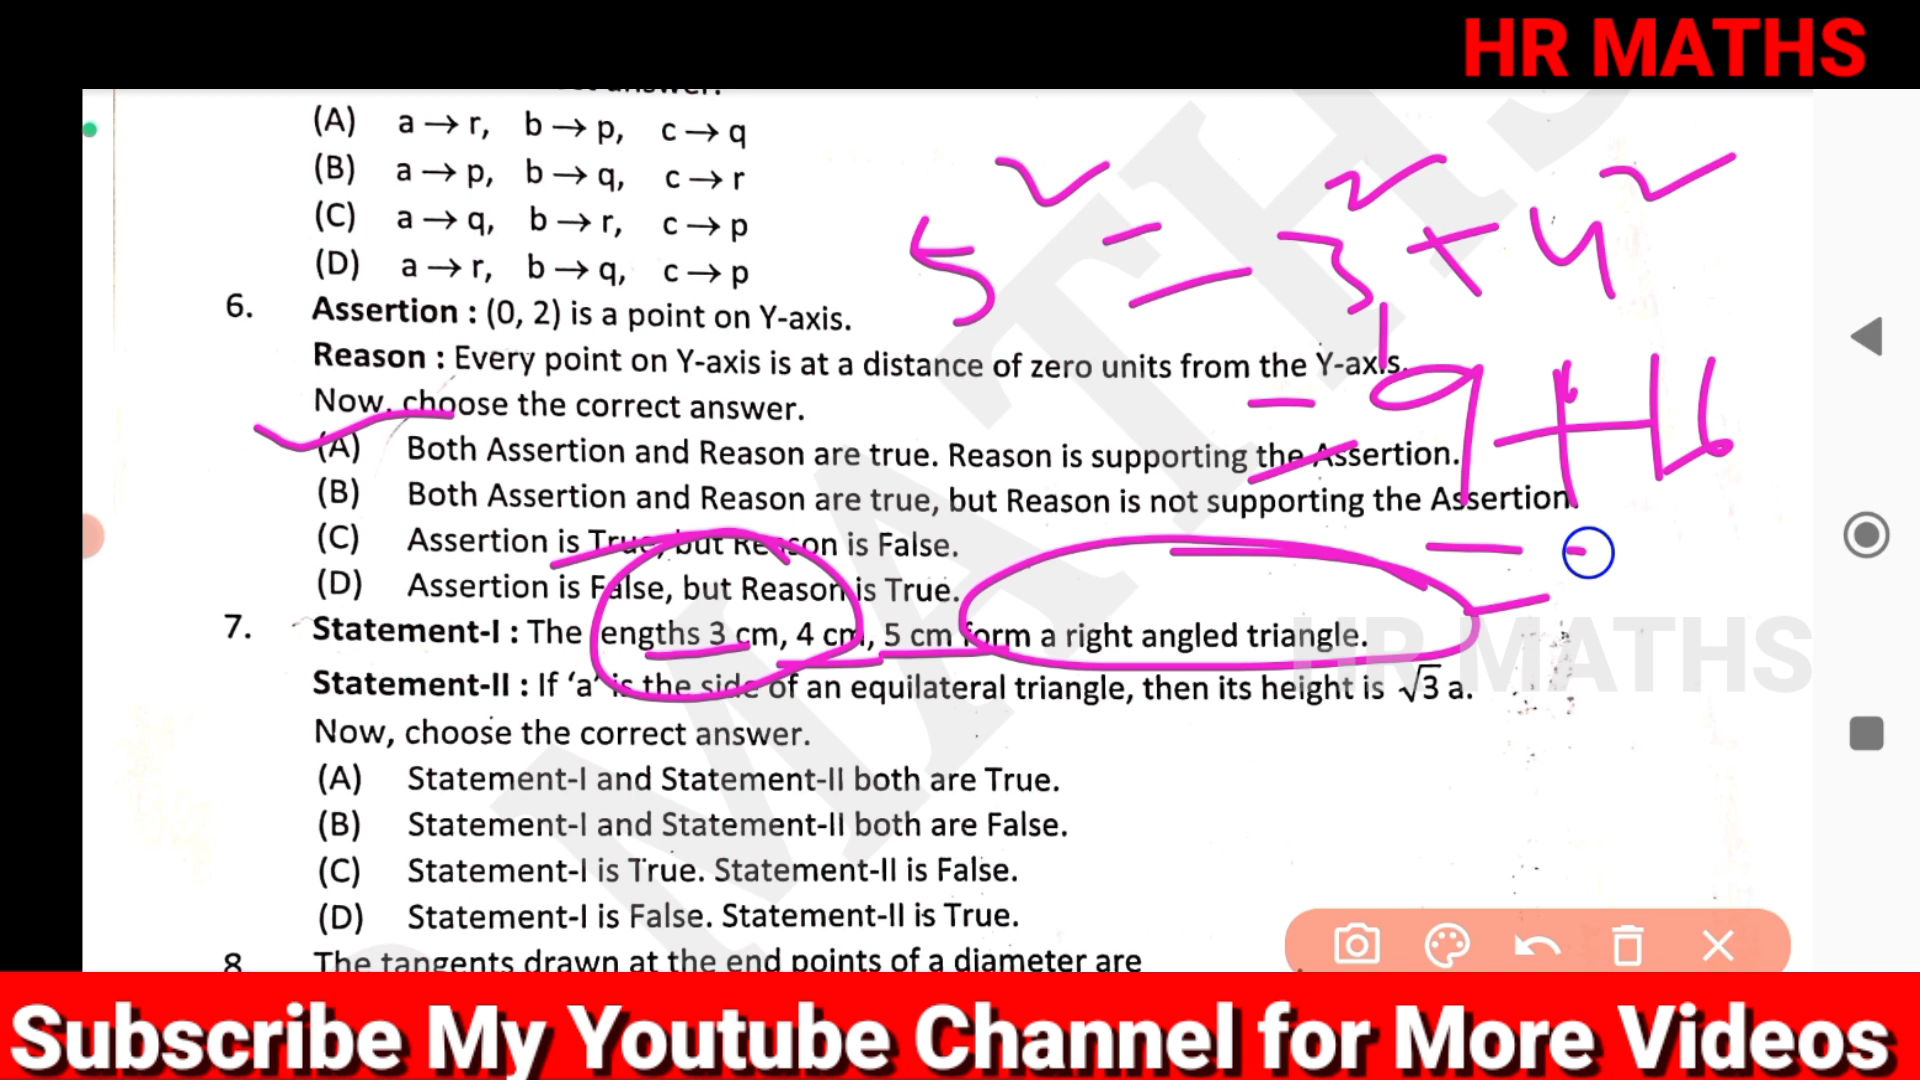 HR MATHS
(A) a → r, b → p, c → q
(B) a → p, b → q, c → r
(C) a → q, b → r, c → p
(D) a → r, b → q, c → p
5² = 3² + 4²
6. Assertion : (0, 2) is a point on Y-axis.
Reason : Every point on Y-axis is at a distance of zero units from the Y-axis.
= 9 + 16
Now, choose the correct answer.
(A) Both Assertion and Reason are true. Reason is supporting the Assertion.
(B) Both Assertion and Reason are true, but Reason is not supporting the Assertion.
(C) Assertion is True, but Reason is False.
(D) Assertion is False, but Reason is True.
7. Statement-I : The lengths 3 cm, 4 cm, 5 cm form a right angled triangle.
HR MATHS
Statement-II : If ‘a’ is the side of an equilateral triangle, then its height is √3 a.
Now, choose the correct answer.
(A) Statement-I and Statement-II both are True.
(B) Statement-I and Statement-II both are False.
(C) Statement-I is True. Statement-II is False.
(D) Statement-I is False. Statement-II is True.
8 The tangents drawn at the end points of a diameter are
Subscribe My Youtube Channel for More Videos